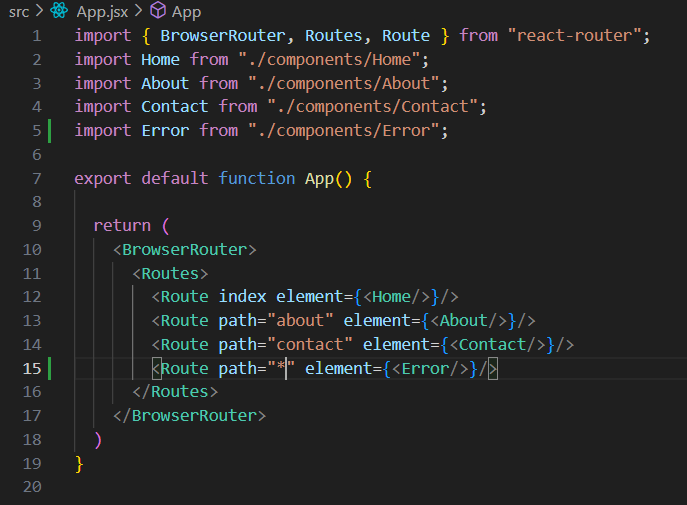 src > App.jsx > App
1 import { BrowserRouter, Routes, Route } from "react-router";
2 import Home from "./components/Home";
3 import About from "./components/About";
4 import Contact from "./components/Contact";
5 import Error from "./components/Error";
6
7 export default function App() {
8
9   return (
10     <BrowserRouter>
11       <Routes>
12         <Route index element={<Home/>}/>
13         <Route path="about" element={<About/>}/>
14         <Route path="contact" element={<Contact/>}/>
15         <Route path="*" element={<Error/>}/>
16       </Routes>
17     </BrowserRouter>
18   )
19 }
20